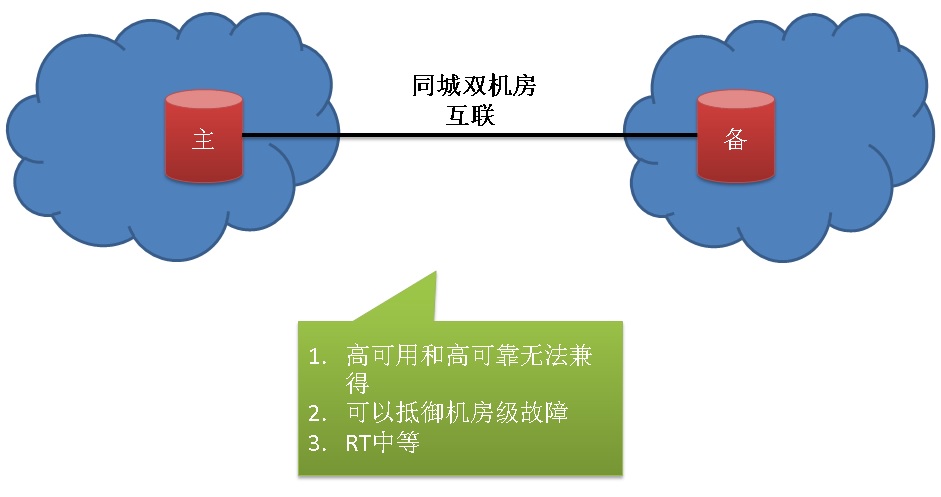 同城双机房
互联
主
备
1. 高可用和高可靠无法兼
得
2. 可以抵御机房级故障
3. RT中等